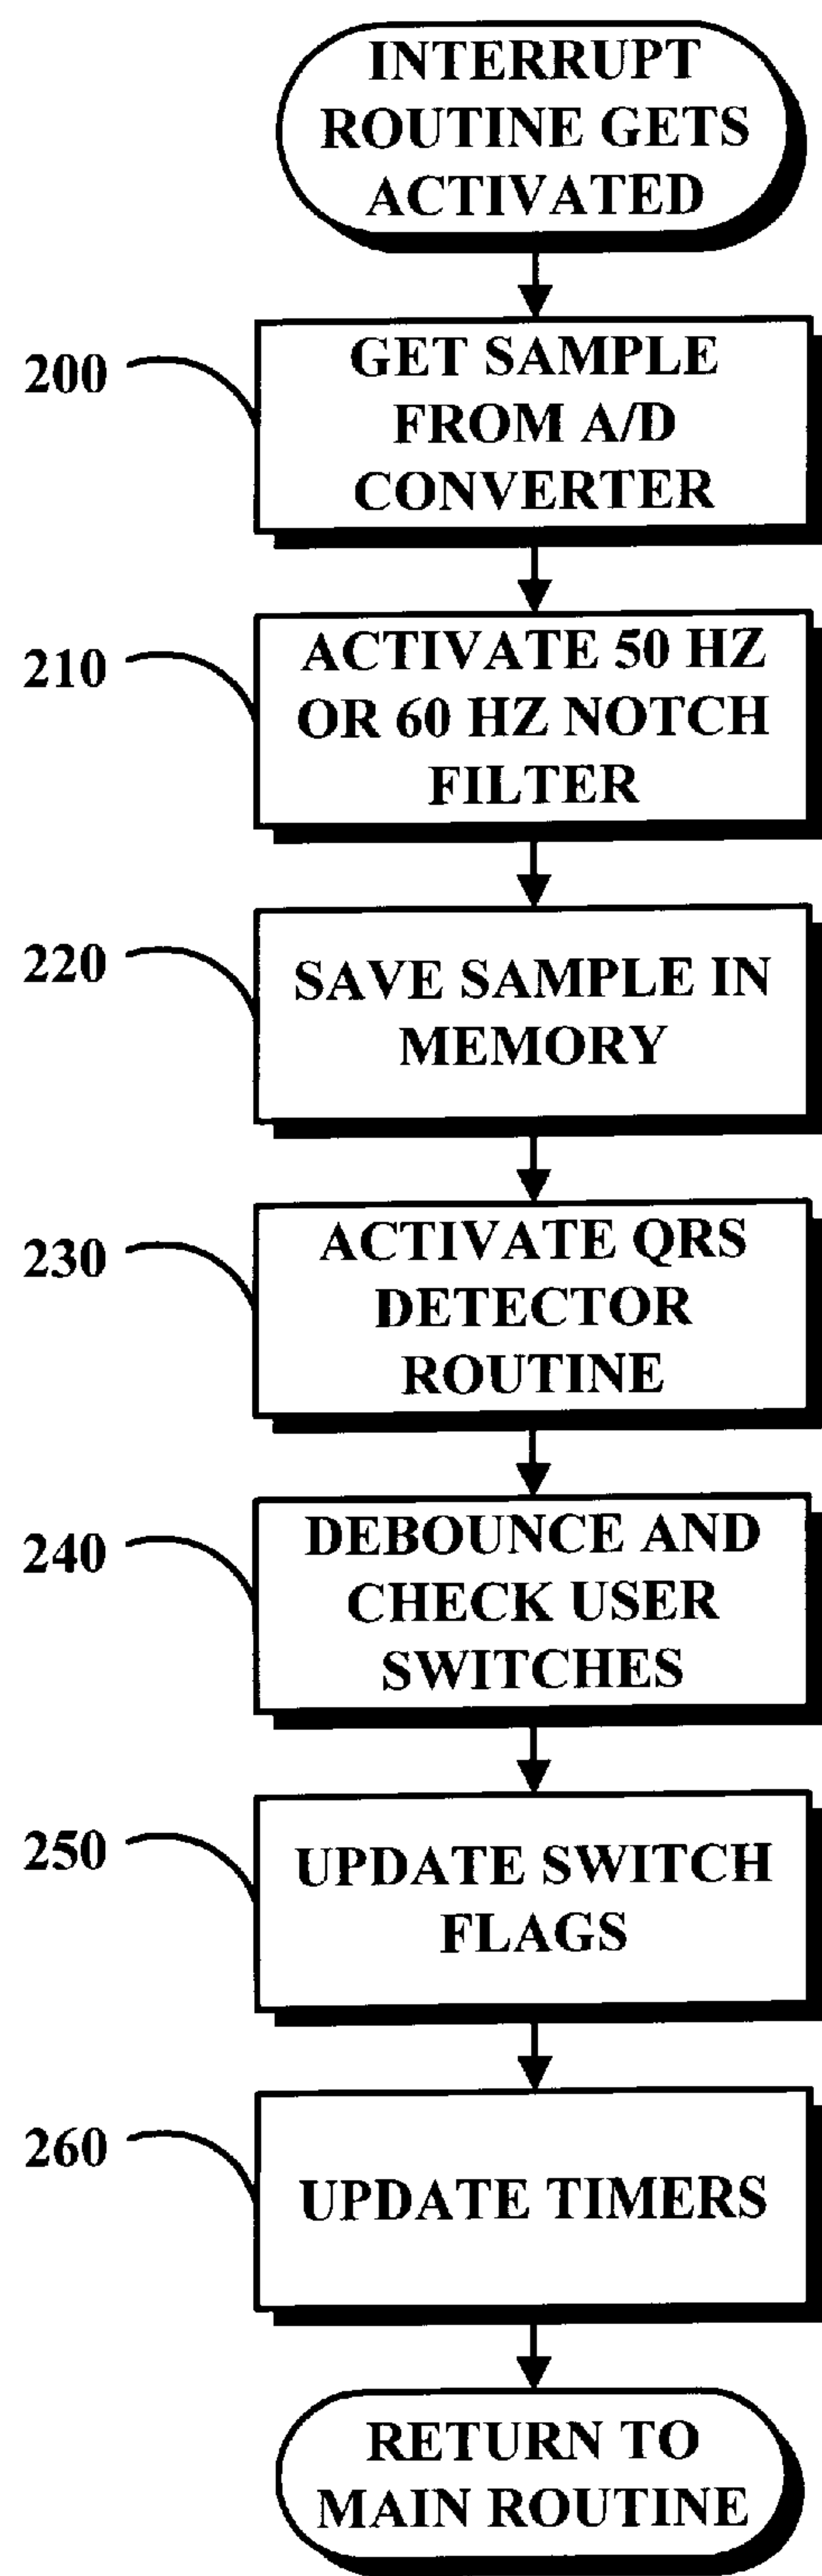 INTERRUPT
ROUTINE GETS
ACTIVATED
200
GET SAMPLE
FROM A/D
CONVERTER
210
ACTIVATE 50 HZ
OR 60 HZ NOTCH
FILTER
220
SAVE SAMPLE IN
MEMORY
230
ACTIVATE QRS
DETECTOR
ROUTINE
240
DEBOUNCE AND
CHECK USER
SWITCHES
250
UPDATE SWITCH
FLAGS
260
UPDATE TIMERS
RETURN TO
MAIN ROUTINE